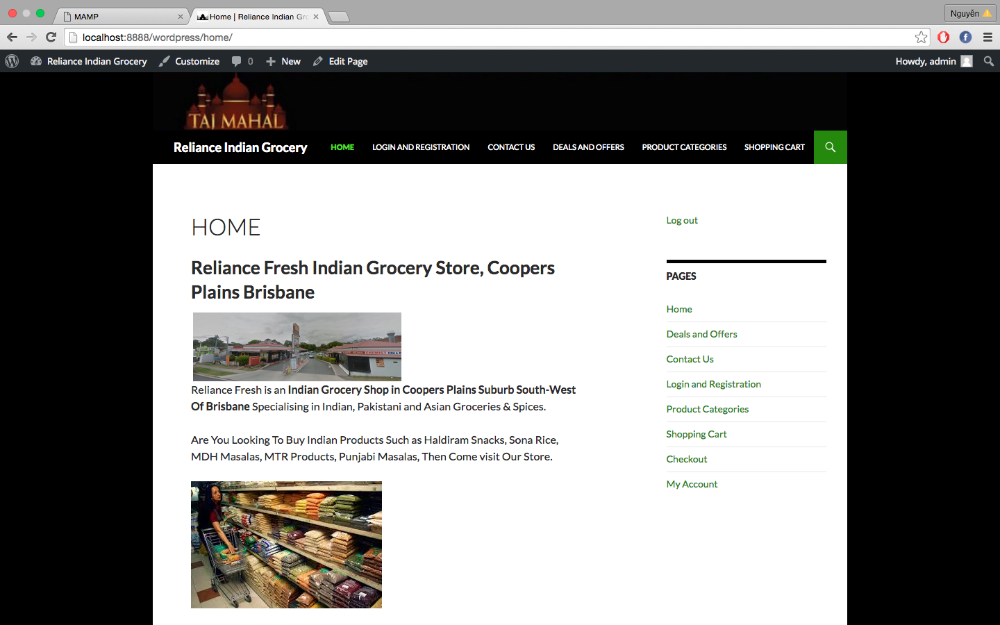 MAMP
Home | Reliance Indian Gro
Nguyễn
localhost:8888/wordpress/home/
Reliance Indian Grocery Customize 0 New Edit Page Howdy, admin
TAJ MAHAL
Reliance Indian Grocery HOME LOGIN AND REGISTRATION CONTACT US DEALS AND OFFERS PRODUCT CATEGORIES SHOPPING CART
HOME
Reliance Fresh Indian Grocery Store, Coopers
Plains Brisbane
CHEMIST
Reliance Fresh is an Indian Grocery Shop in Coopers Plains Suburb South-West
Of Brisbane Specialising in Indian, Pakistani and Asian Groceries & Spices.
Are You Looking To Buy Indian Products Such as Haldiram Snacks, Sona Rice,
MDH Masalas, MTR Products, Punjabi Masalas, Then Come visit Our Store.
Log out
PAGES
Home
Deals and Offers
Contact Us
Login and Registration
Product Categories
Shopping Cart
Checkout
My Account